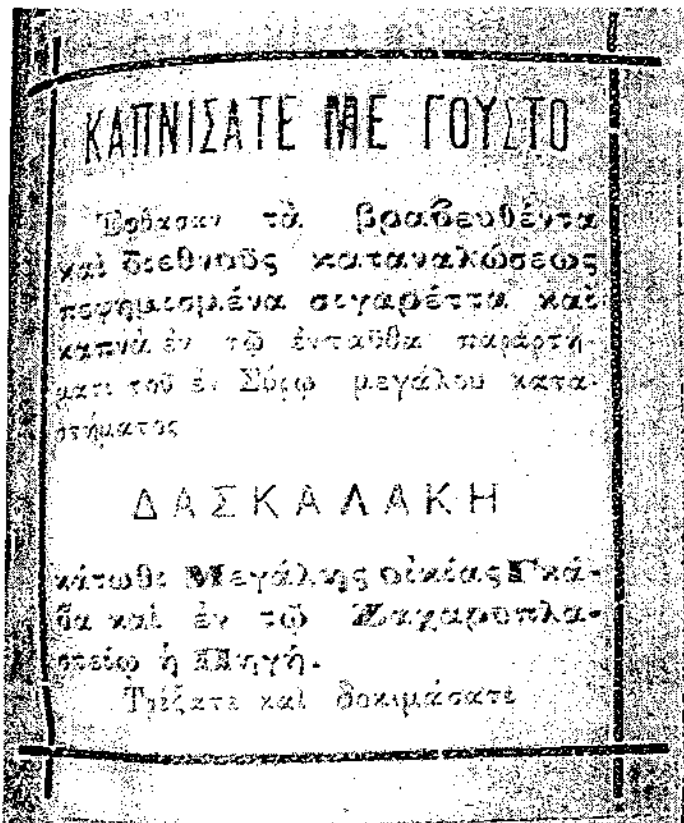 ΚΑΠΝΙΣΑΤΕ ΜΕ ΓΟΥΣΤΟ
Ἔφθασαν τὰ βραβευθέντα
καὶ διεθνοῦς καταναλώσεως
πεφημισμένα σιγαρέττα καὶ
καπνὰ ἐν τῷ ἐνταῦθα παραρτή-
ματι τοῦ ἐν Σύρῳ μεγάλου κατα-
στήματος
ΔΑΣΚΑΛΑΚΗ
κάτωθι Μεγάλης οἰκίας Γκά-
δα καὶ ἐν τῷ Ζαχαροπλα-
στείῳ ἡ Πηγή.
Τρέξατε καὶ δοκιμάσατε